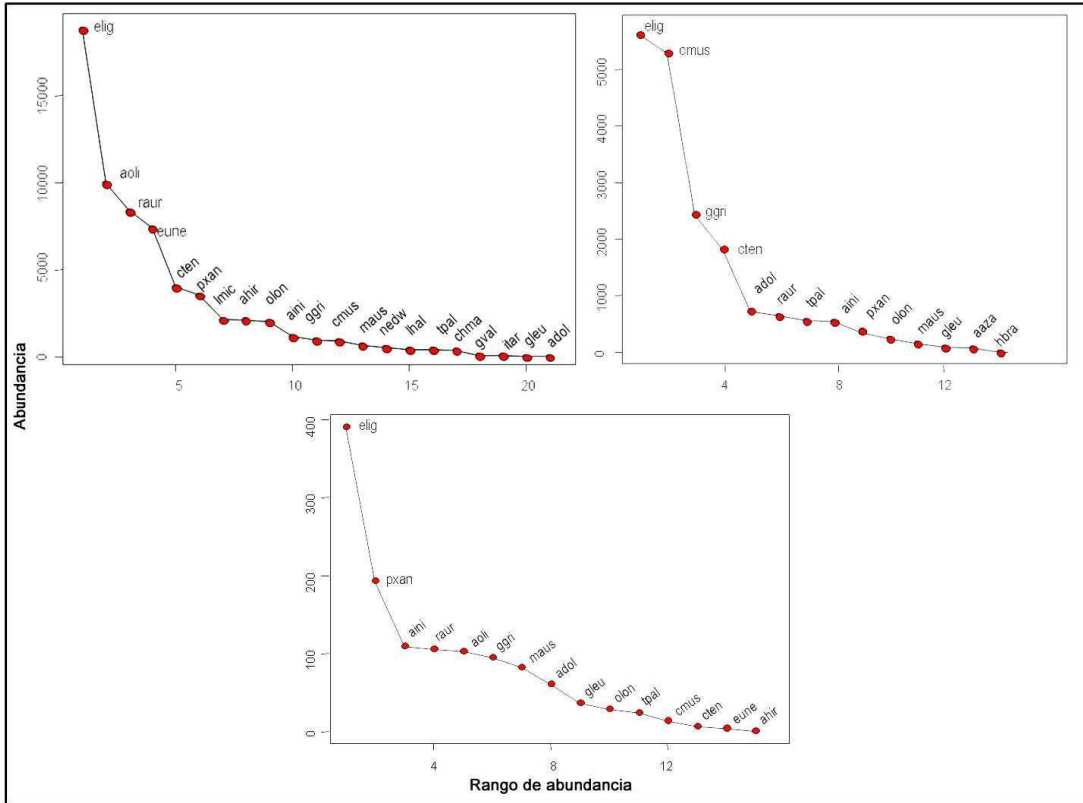 Abundancia
15000
10000
5000
0
elig
aoli
raur
eune
cten
pxan
lmic
ahir
olon
aini
ggri
cmus
maus
nedw
lhal
tpal
chma
gval
itar
gleu
adol
5 10 15 20
5000
4000
3000
2000
1000
0
elig
cmus
ggri
cten
adol
raur
tpal
aini
pxan
olon
maus
gleu
aaza
hbra
4 8 12
400
300
200
100
0
elig
pxan
aini
raur
aoli
ggri
maus
adol
gleu
olon
tpal
cmus
cten
eune
ahir
4 8 12
Rango de abundancia